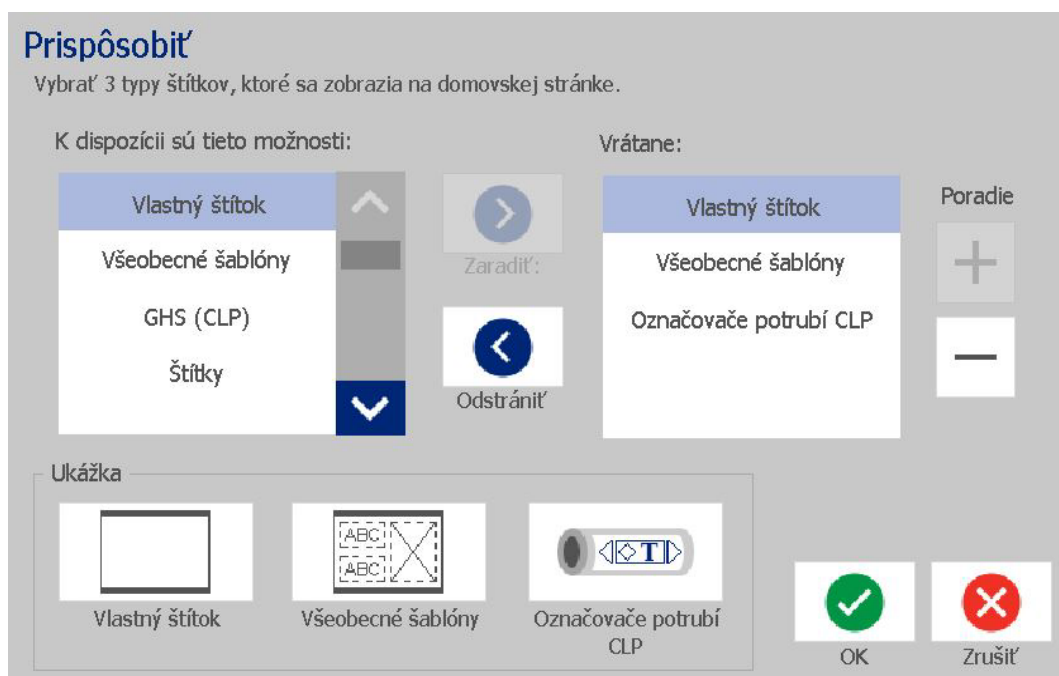 Prispôsobiť
Vybrať 3 typy štítkov, ktoré sa zobrazia na domovskej stránke.
K dispozícii sú tieto možnosti:
Vlastný štítok
Všeobecné šablóny
GHS (CLP)
Štítky
Zaradiť:
Odstrániť
Vrátane:
Vlastný štítok
Všeobecné šablóny
Označovače potrubí CLP
Poradie
Ukážka
ABC
ABC
T
Vlastný štítok
Všeobecné šablóny
Označovače potrubí
CLP
OK
Zrušiť